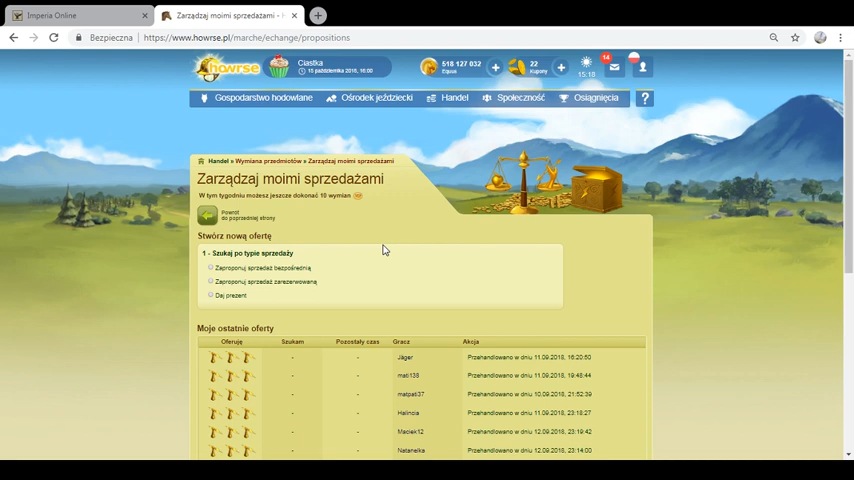 Imperia Online
Zarządzaj moimi sprzedażami - H
Bezpieczna
https://www.howrse.pl/marche/echange/propositions
howrse
Ciastka
15 października 2018, 16:00
518 127 032
Equus
22
Kupony
15:18
14
Gospodarstwo hodowlane
Ośrodek jeździecki
Handel
Społeczność
Osiągnięcia
?
Handel » Wymiana przedmiotów » Zarządzaj moimi sprzedażami
Zarządzaj moimi sprzedażami
W tym tygodniu możesz jeszcze dokonać 10 wymian
Powrót
do poprzedniej strony
Stwórz nową ofertę
1 - Szukaj po typie sprzedaży
Zaproponuj sprzedaż bezpośrednią
Zaproponuj sprzedaż zarezerwowaną
Daj prezent
Moje ostatnie oferty
Oferuję Szukam Pozostały czas Gracz Akcja
- - Jäger Przehandlowano w dniu 11.09.2018, 16:20:50
- - mati138 Przehandlowano w dniu 11.09.2018, 19:48:44
- - matpati37 Przehandlowano w dniu 10.09.2018, 21:52:39
- - Halincia Przehandlowano w dniu 11.09.2018, 23:18:27
- - Maciek12 Przehandlowano w dniu 12.09.2018, 23:19:42
- - Natanelka Przehandlowano w dniu 12.09.2018, 23:14:00